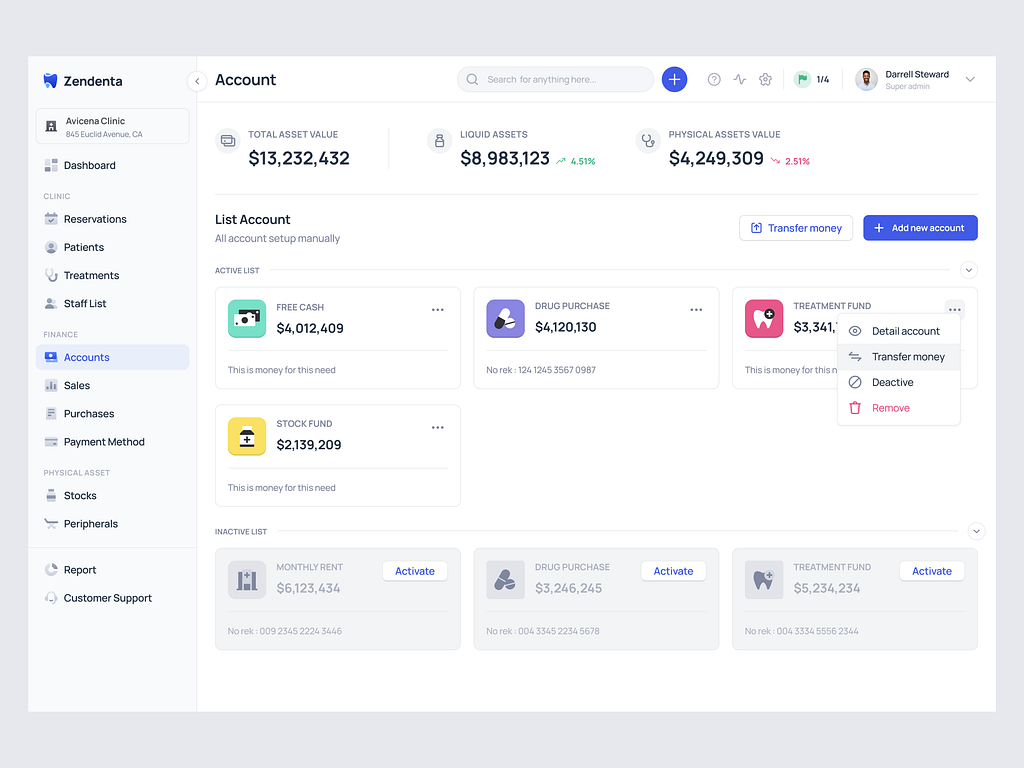 Zendenta
Avicena Clinic
845 Euclid Avenue, CA
Dashboard
CLINIC
Reservations
Patients
Treatments
Staff List
FINANCE
Accounts
Sales
Purchases
Payment Method
PHYSICAL ASSET
Stocks
Peripherals
Report
Customer Support
Account
Search for anything here...
1/4
Darrell Steward
Super admin
TOTAL ASSET VALUE
$13,232,432
LIQUID ASSETS
$8,983,123 4.51%
PHYSICAL ASSETS VALUE
$4,249,309 2.51%
List Account
All account setup manually
Transfer money
Add new account
ACTIVE LIST
FREE CASH
$4,012,409
This is money for this need
DRUG PURCHASE
$4,120,130
No rek : 124 1245 3567 0987
TREATMENT FUND
$3,341,
This is money for this n
Detail account
Transfer money
Deactive
Remove
STOCK FUND
$2,139,209
This is money for this need
INACTIVE LIST
MONTHLY RENT
$6,123,434
Activate
No rek : 009 2345 2224 3446
DRUG PURCHASE
$3,246,245
Activate
No rek : 004 3345 2234 5678
TREATMENT FUND
$5,234,234
Activate
No rek : 004 3334 5556 2344